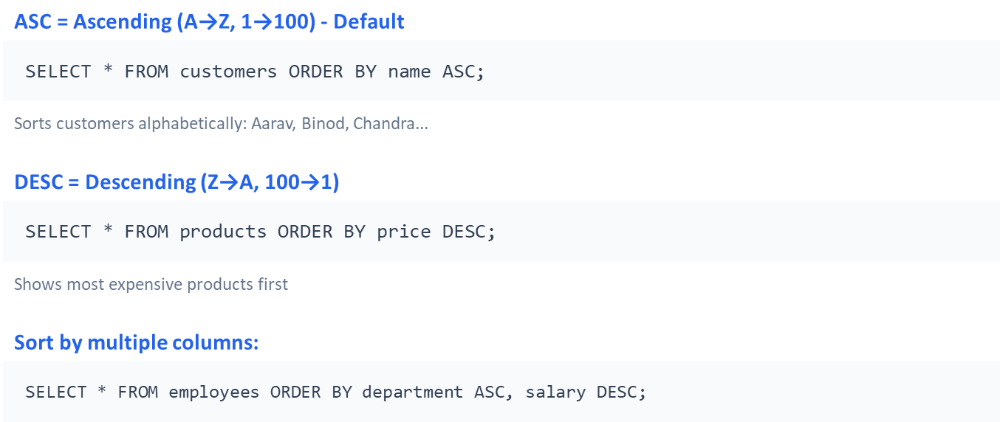 ASC = Ascending (A→Z, 1→100) - Default
SELECT * FROM customers ORDER BY name ASC;
Sorts customers alphabetically: Aarav, Binod, Chandra...
DESC = Descending (Z→A, 100→1)
SELECT * FROM products ORDER BY price DESC;
Shows most expensive products first
Sort by multiple columns:
SELECT * FROM employees ORDER BY department ASC, salary DESC;